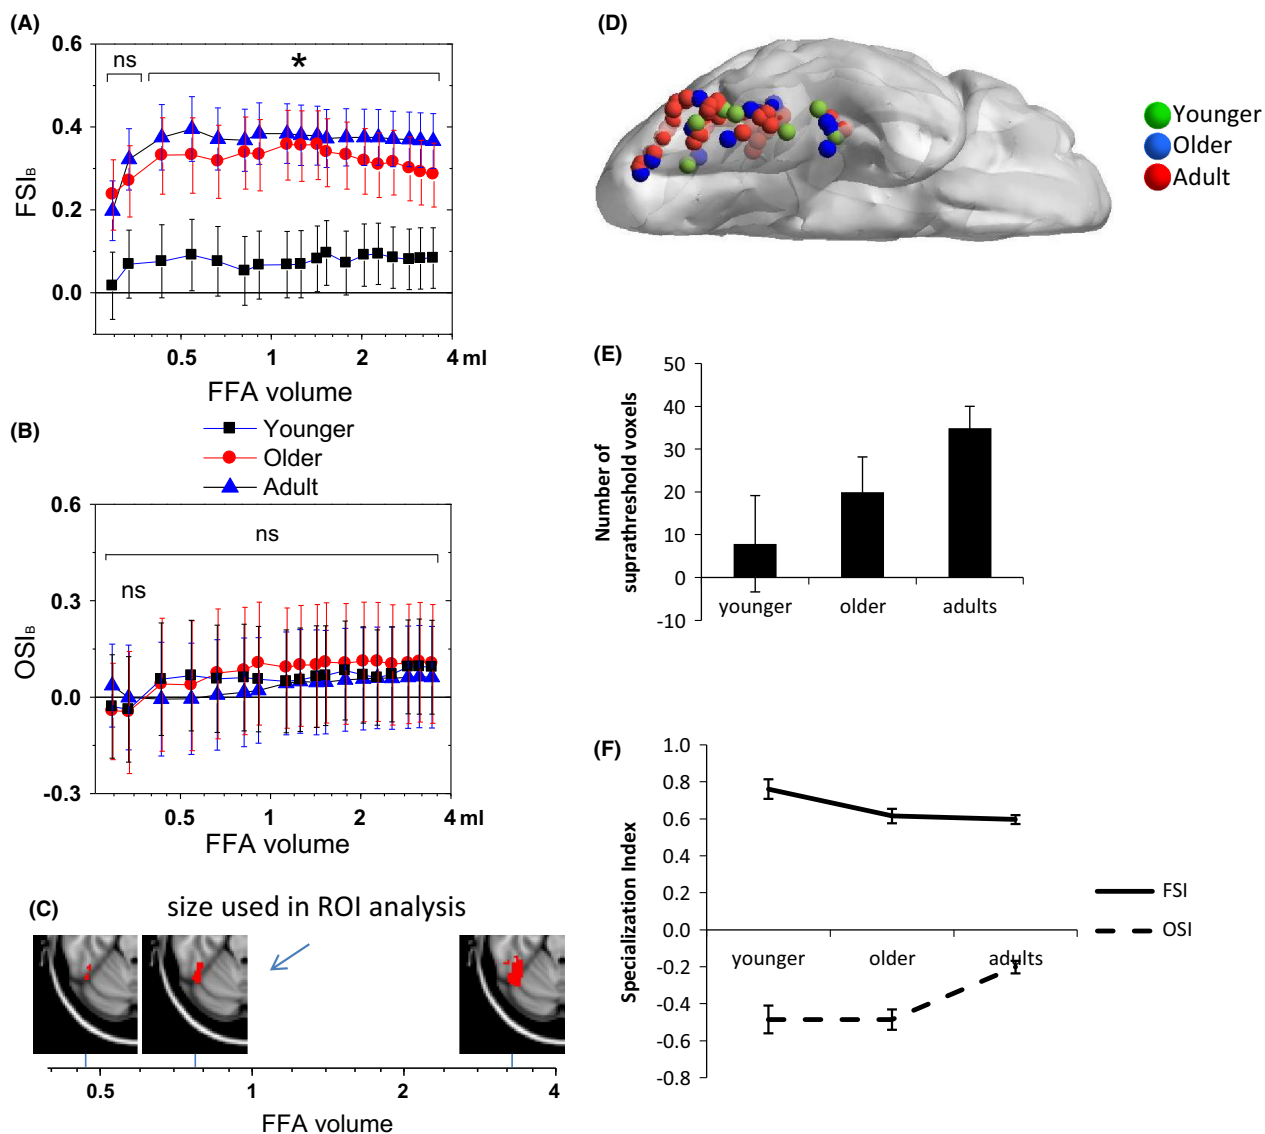 (A)
0.6
0.4
0.2
0.0
FSI_B
ns
*
0.5 1 2 4 ml
FFA volume
(B)
Younger
Older
Adult
0.6
0.3
0.0
-0.3
OSI_B
ns
ns
0.5 1 2 4 ml
FFA volume
(C)
size used in ROI analysis
0.5 1 2 4
FFA volume
(D)
Younger
Older
Adult
(E)
50
40
30
20
10
0
-10
Number of
suprathreshold voxels
younger older adults
(F)
1.0
0.8
0.6
0.4
0.2
0.0
-0.2
-0.4
-0.6
-0.8
Specialization Index
younger older adults
FSI
OSI